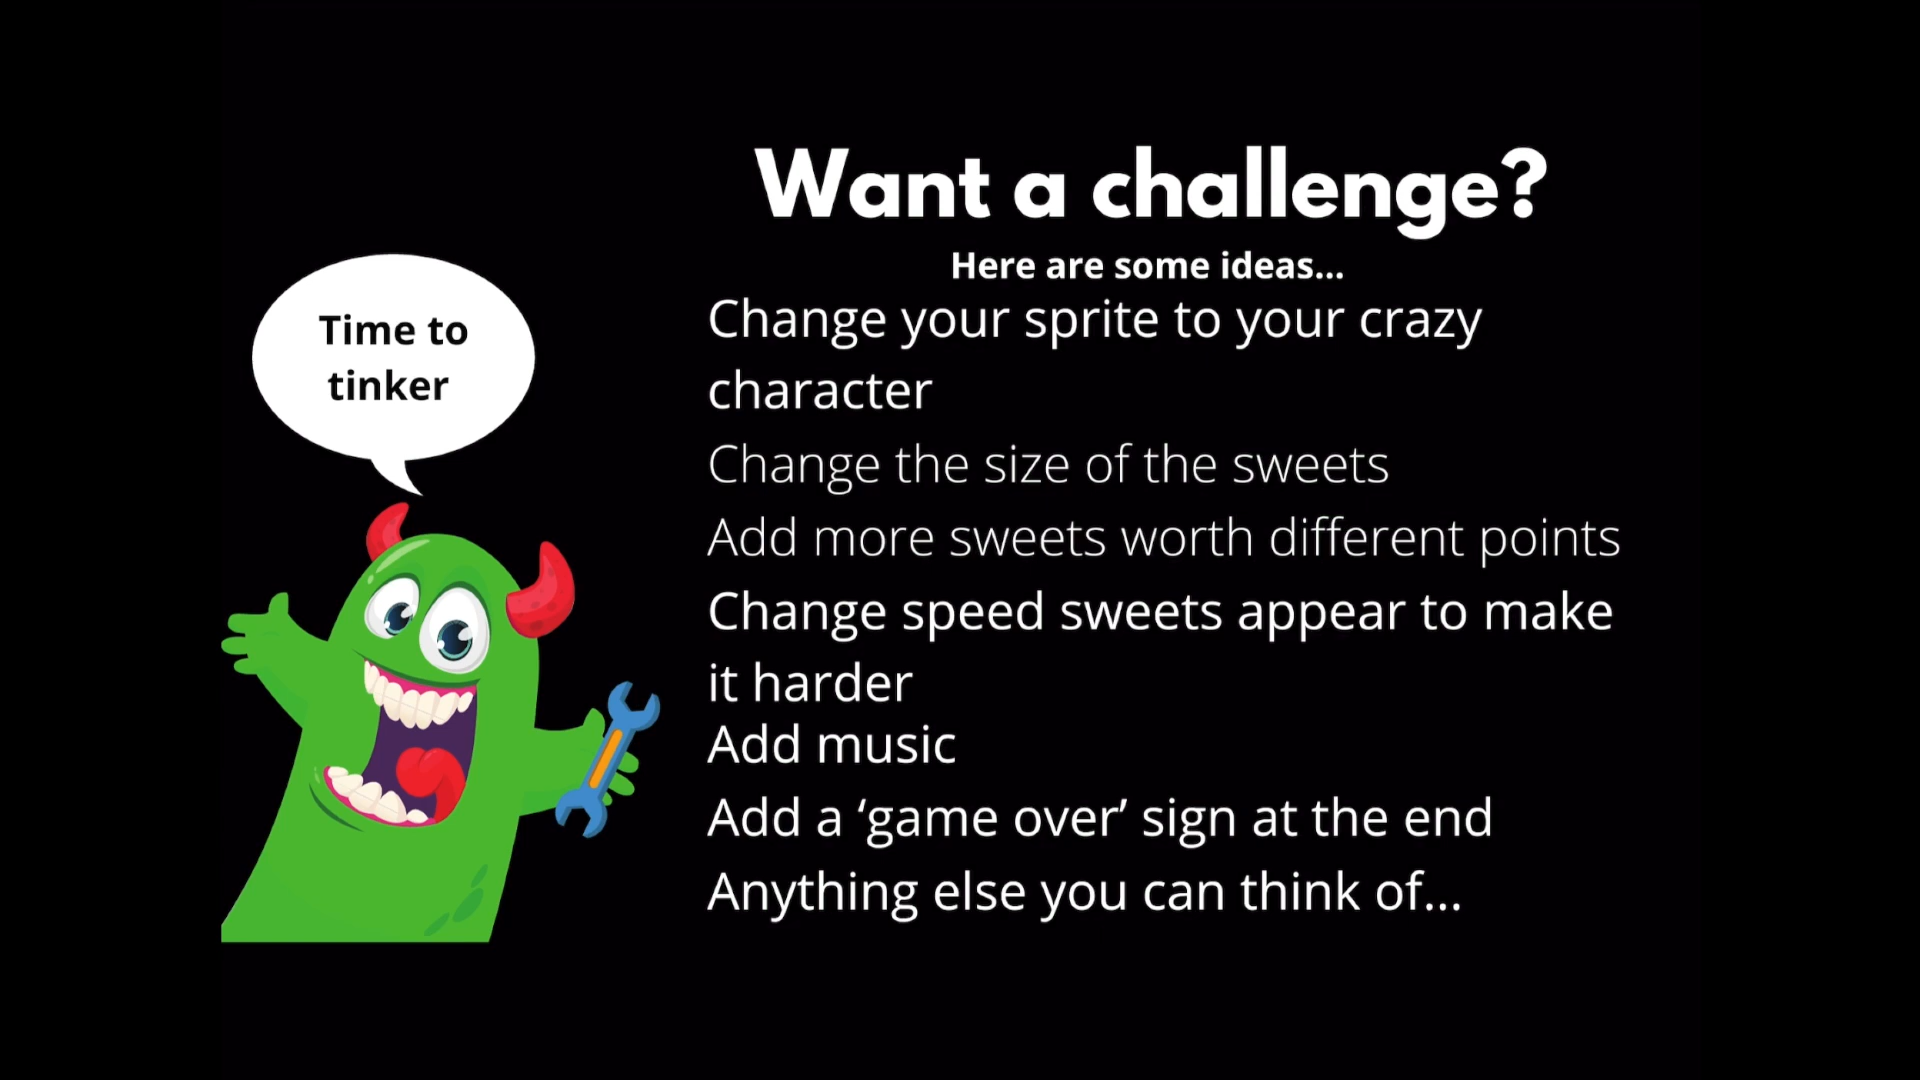 Want a challenge?
Here are some ideas...
Time to
tinker
Change your sprite to your crazy
character
Change the size of the sweets
Add more sweets worth different points
Change speed sweets appear to make
it harder
Add music
Add a ‘game over’ sign at the end
Anything else you can think of...